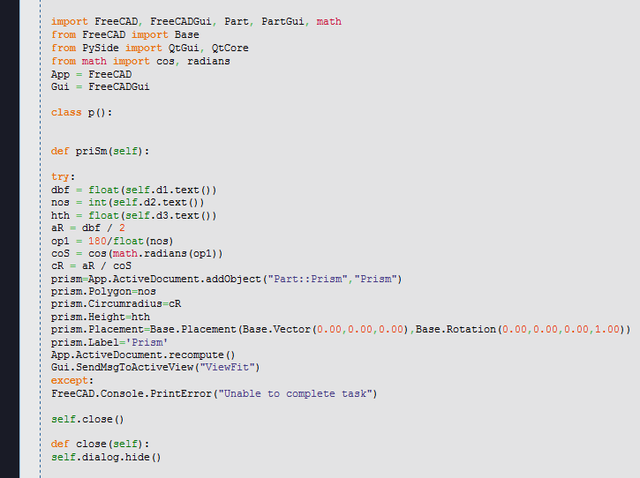 import FreeCAD, FreeCADGui, Part, PartGui, math
from FreeCAD import Base
from PySide import QtGui, QtCore
from math import cos, radians
App = FreeCAD
Gui = FreeCADGui
class p():
def priSm(self):
try:
dbf = float(self.d1.text())
nos = int(self.d2.text())
hth = float(self.d3.text())
aR = dbf / 2
op1 = 180/float(nos)
coS = cos(math.radians(op1))
cR = aR / coS
prism=App.ActiveDocument.addObject("Part::Prism","Prism")
prism.Polygon=nos
prism.Circumradius=cR
prism.Height=hth
prism.Placement=Base.Placement(Base.Vector(0.00,0.00,0.00),Base.Rotation(0.00,0.00,0.00,1.00))
prism.Label='Prism'
App.ActiveDocument.recompute()
Gui.SendMsgToActiveView("ViewFit")
except:
FreeCAD.Console.PrintError("Unable to complete task")
self.close()
def close(self):
self.dialog.hide()